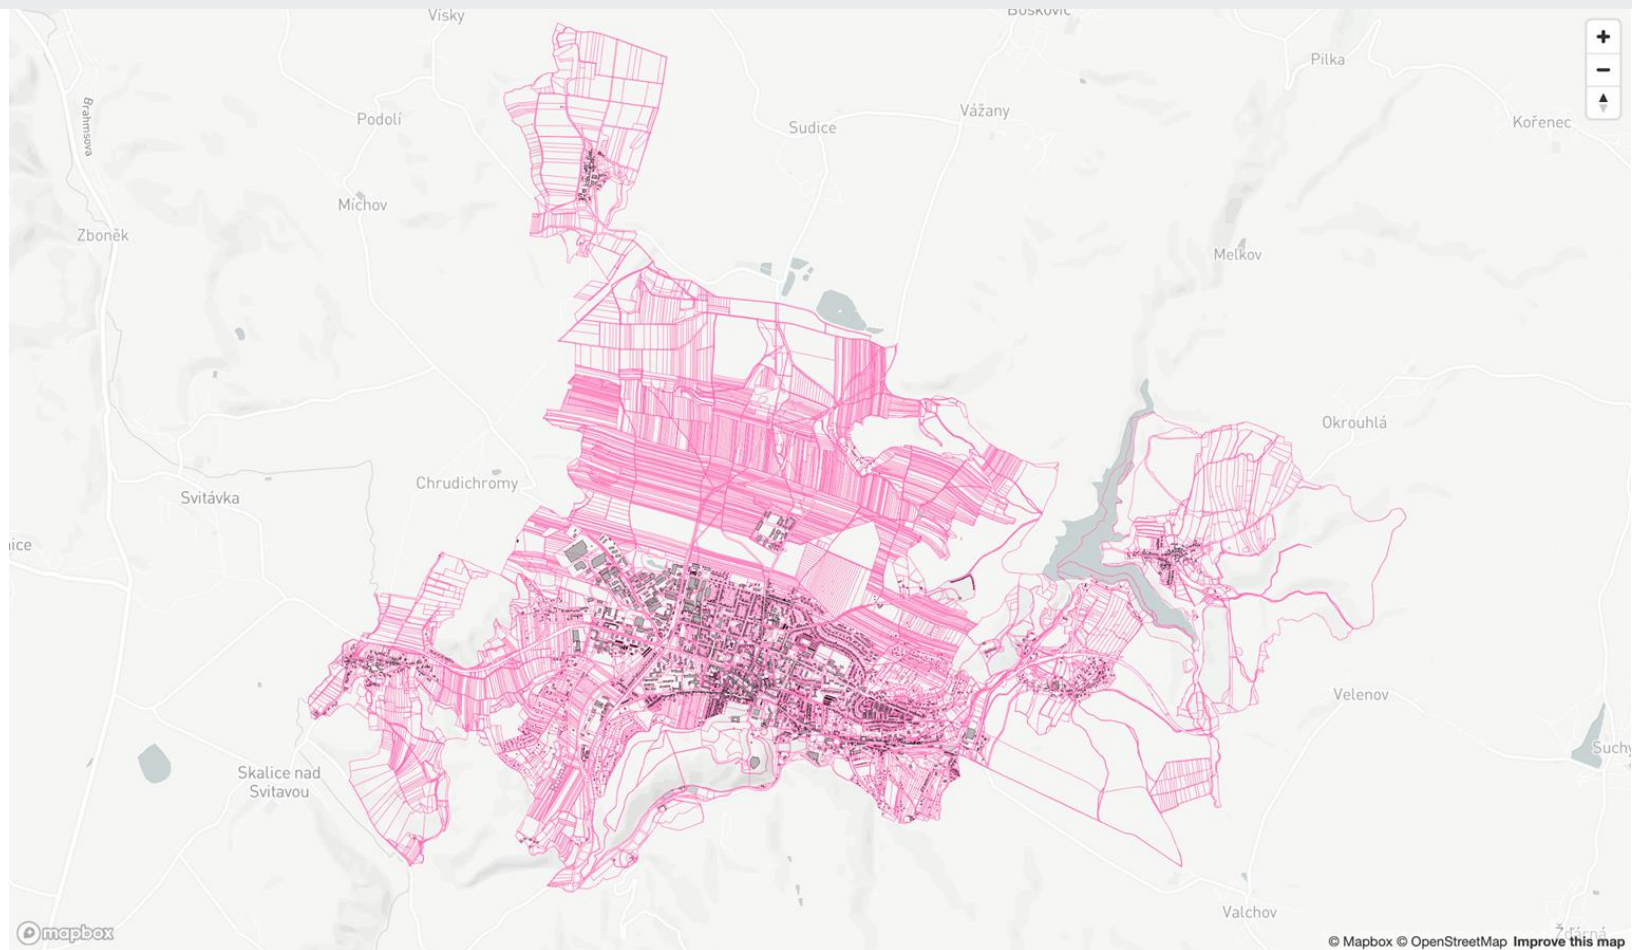 Vísky
Pilka
Brahmsova
Podolí
Vážany
Kořenec
Sudice
Míchov
Zboněk
Melkov
Okrouhlá
Chrudichromy
Svitávka
ice
Velenov
Suchý
Skalice nad
Svitavou
Valchov
Žďárná
mapbox
© Mapbox © OpenStreetMap Improve this map